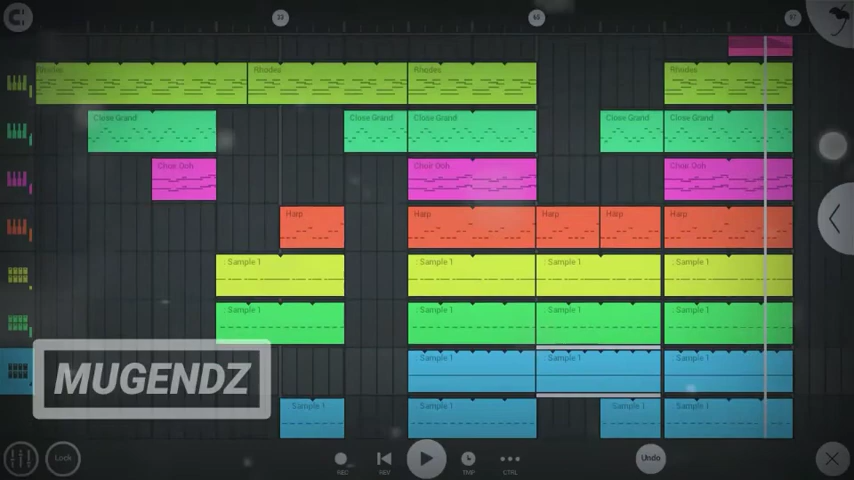 33
65
97
Rhodes
Rhodes
Rhodes
Rhodes
Close Grand
Close Grand
Close Grand
Close Grand
Close Grand
Choir Ooh
Choir Ooh
Choir Ooh
Harp
Harp
Harp
Harp
Harp
Sample 1
Sample 1
Sample 1
Sample 1
Sample 1
Sample 1
Sample 1
Sample 1
Sample 1
Sample 1
Sample 1
MUGENDZ
Sample 1
Sample 1
Sample 1
Sample 1
Lock
REC
REV
TMP
CTRL
Undo